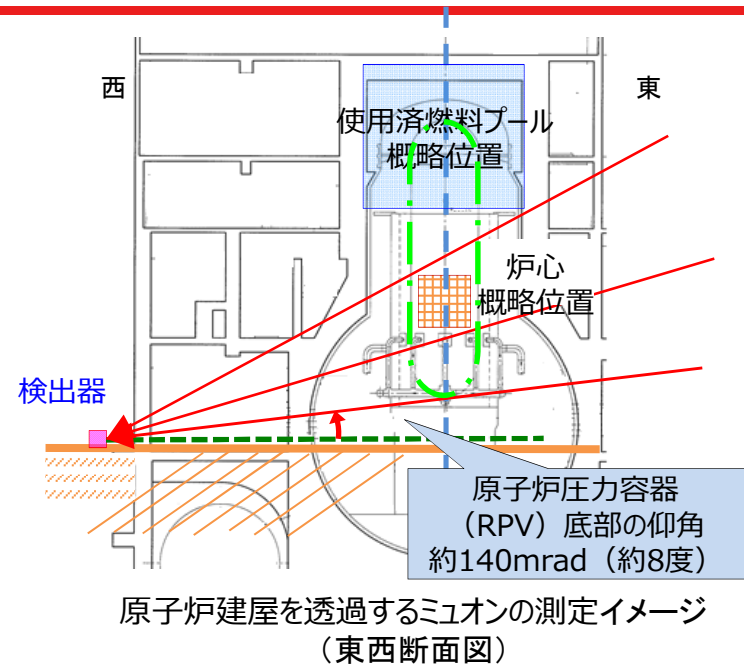 西
東
使用済燃料プール
概略位置
炉心
概略位置
検出器
原子炉圧力容器
（RPV）底部の仰角
約140mrad（約8度）
原子炉建屋を透過するミュオンの測定イメージ
（東西断面図）